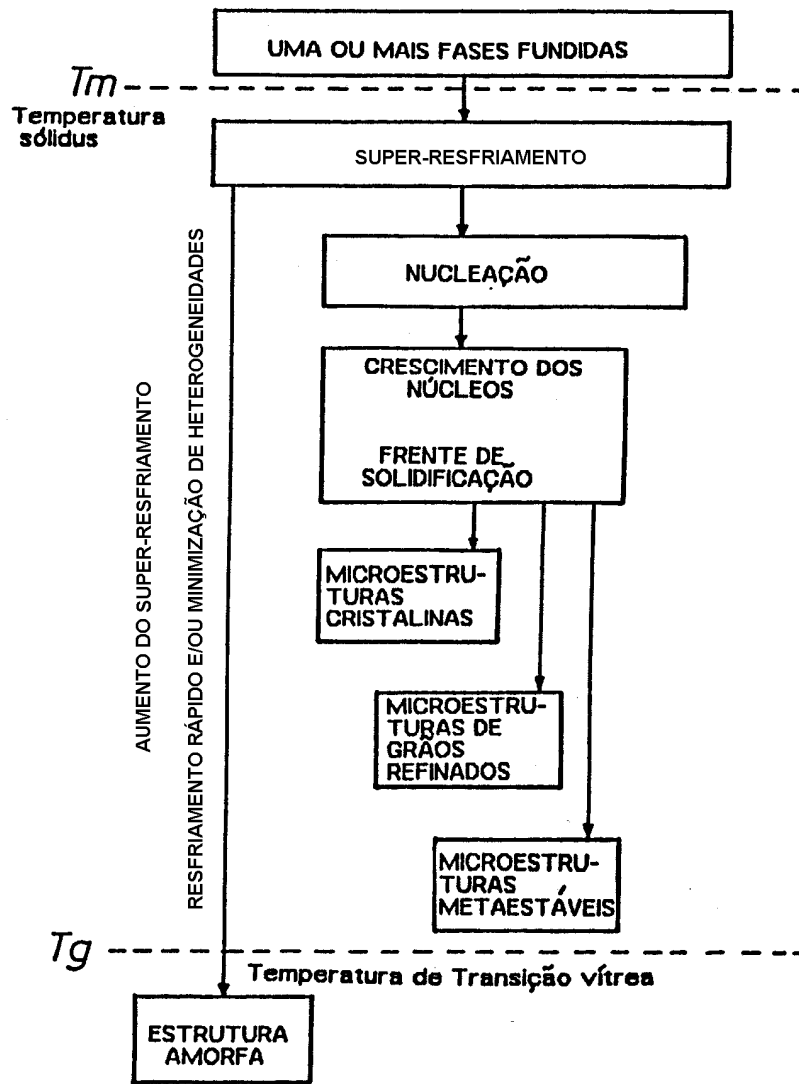 UMA OU MAIS FASES FUNDIDAS
Tm
Temperatura
sólidus
SUPER-RESFRIAMENTO
NUCLEAÇÃO
CRESCIMENTO DOS
NÚCLEOS
FRENTE DE
SOLIDIFICAÇÃO
AUMENTO DO SUPER-RESFRIAMENTO
RESFRIAMENTO RÁPIDO E/OU MINIMIZAÇÃO DE HETEROGENEIDADES
MICROESTRU-
TURAS
CRISTALINAS
MICROESTRU-
TURAS DE
GRÃOS
REFINADOS
MICROESTRU-
TURAS
METAESTÁVEIS
Tg
Temperatura de Transição vítrea
ESTRUTURA
AMORFA